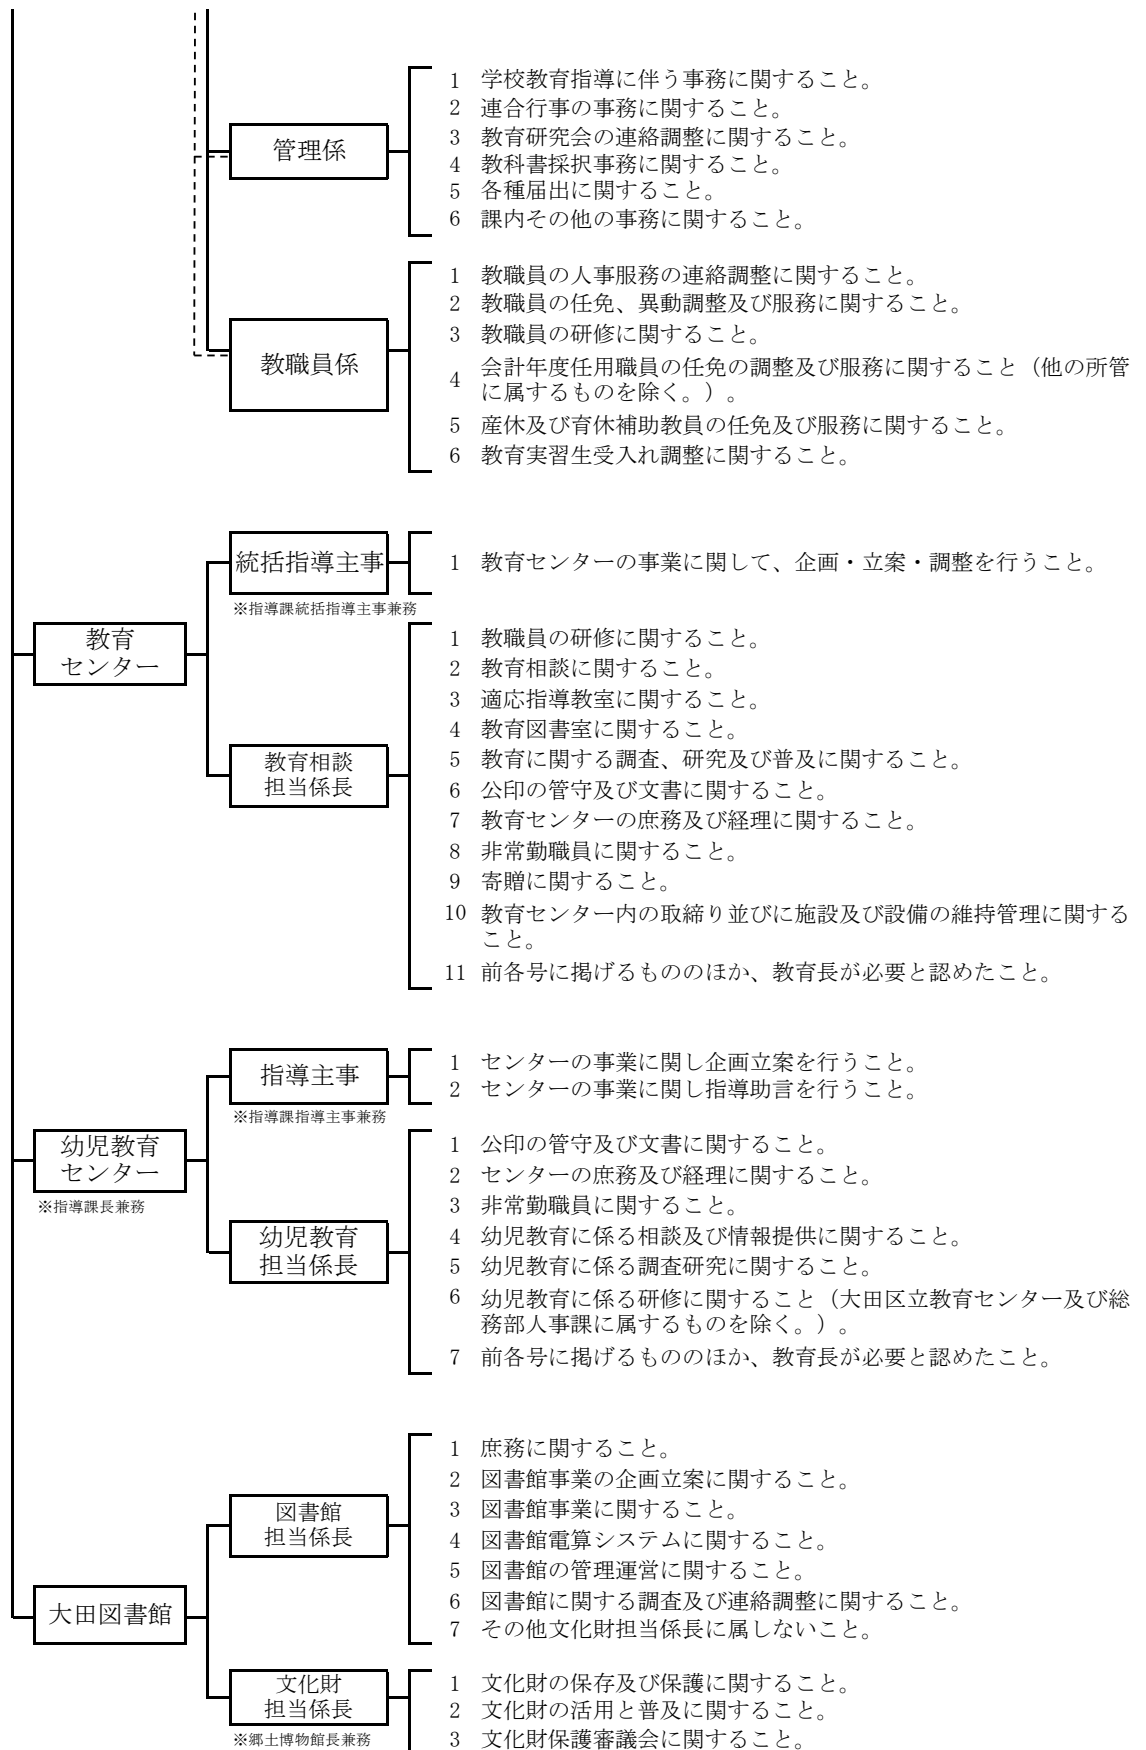 管理係
1 学校教育指導に伴う事務に関すること。
2 連合行事の事務に関すること。
3 教育研究会の連絡調整に関すること。
4 教科書採択事務に関すること。
5 各種届出に関すること。
6 課内その他の事務に関すること。
教職員係
1 教職員の人事服務の連絡調整に関すること。
2 教職員の任免、異動調整及び服務に関すること。
3 教職員の研修に関すること。
4 会計年度任用職員の任免の調整及び服務に関すること（他の所管
に属するものを除く。）。
5 産休及び育休補助教員の任免及び服務に関すること。
6 教育実習生受入れ調整に関すること。
教育
センター
統括指導主事
※指導課統括指導主事兼務
1 教育センターの事業に関して、企画・立案・調整を行うこと。
教育相談
担当係長
1 教職員の研修に関すること。
2 教育相談に関すること。
3 適応指導教室に関すること。
4 教育図書室に関すること。
5 教育に関する調査、研究及び普及に関すること。
6 公印の管守及び文書に関すること。
7 教育センターの庶務及び経理に関すること。
8 非常勤職員に関すること。
9 寄贈に関すること。
10 教育センター内の取締り並びに施設及び設備の維持管理に関する
こと。
11 前各号に掲げるもののほか、教育長が必要と認めたこと。
幼児教育
センター
※指導課長兼務
指導主事
※指導課指導主事兼務
1 センターの事業に関し企画立案を行うこと。
2 センターの事業に関し指導助言を行うこと。
幼児教育
担当係長
1 公印の管守及び文書に関すること。
2 センターの庶務及び経理に関すること。
3 非常勤職員に関すること。
4 幼児教育に係る相談及び情報提供に関すること。
5 幼児教育に係る調査研究に関すること。
6 幼児教育に係る研修に関すること（大田区立教育センター及び総
務部人事課に属するものを除く。）。
7 前各号に掲げるもののほか、教育長が必要と認めたこと。
大田図書館
図書館
担当係長
1 庶務に関すること。
2 図書館事業の企画立案に関すること。
3 図書館事業に関すること。
4 図書館電算システムに関すること。
5 図書館の管理運営に関すること。
6 図書館に関する調査及び連絡調整に関すること。
7 その他文化財担当係長に属しないこと。
文化財
担当係長
※郷土博物館長兼務
1 文化財の保存及び保護に関すること。
2 文化財の活用と普及に関すること。
3 文化財保護審議会に関すること。